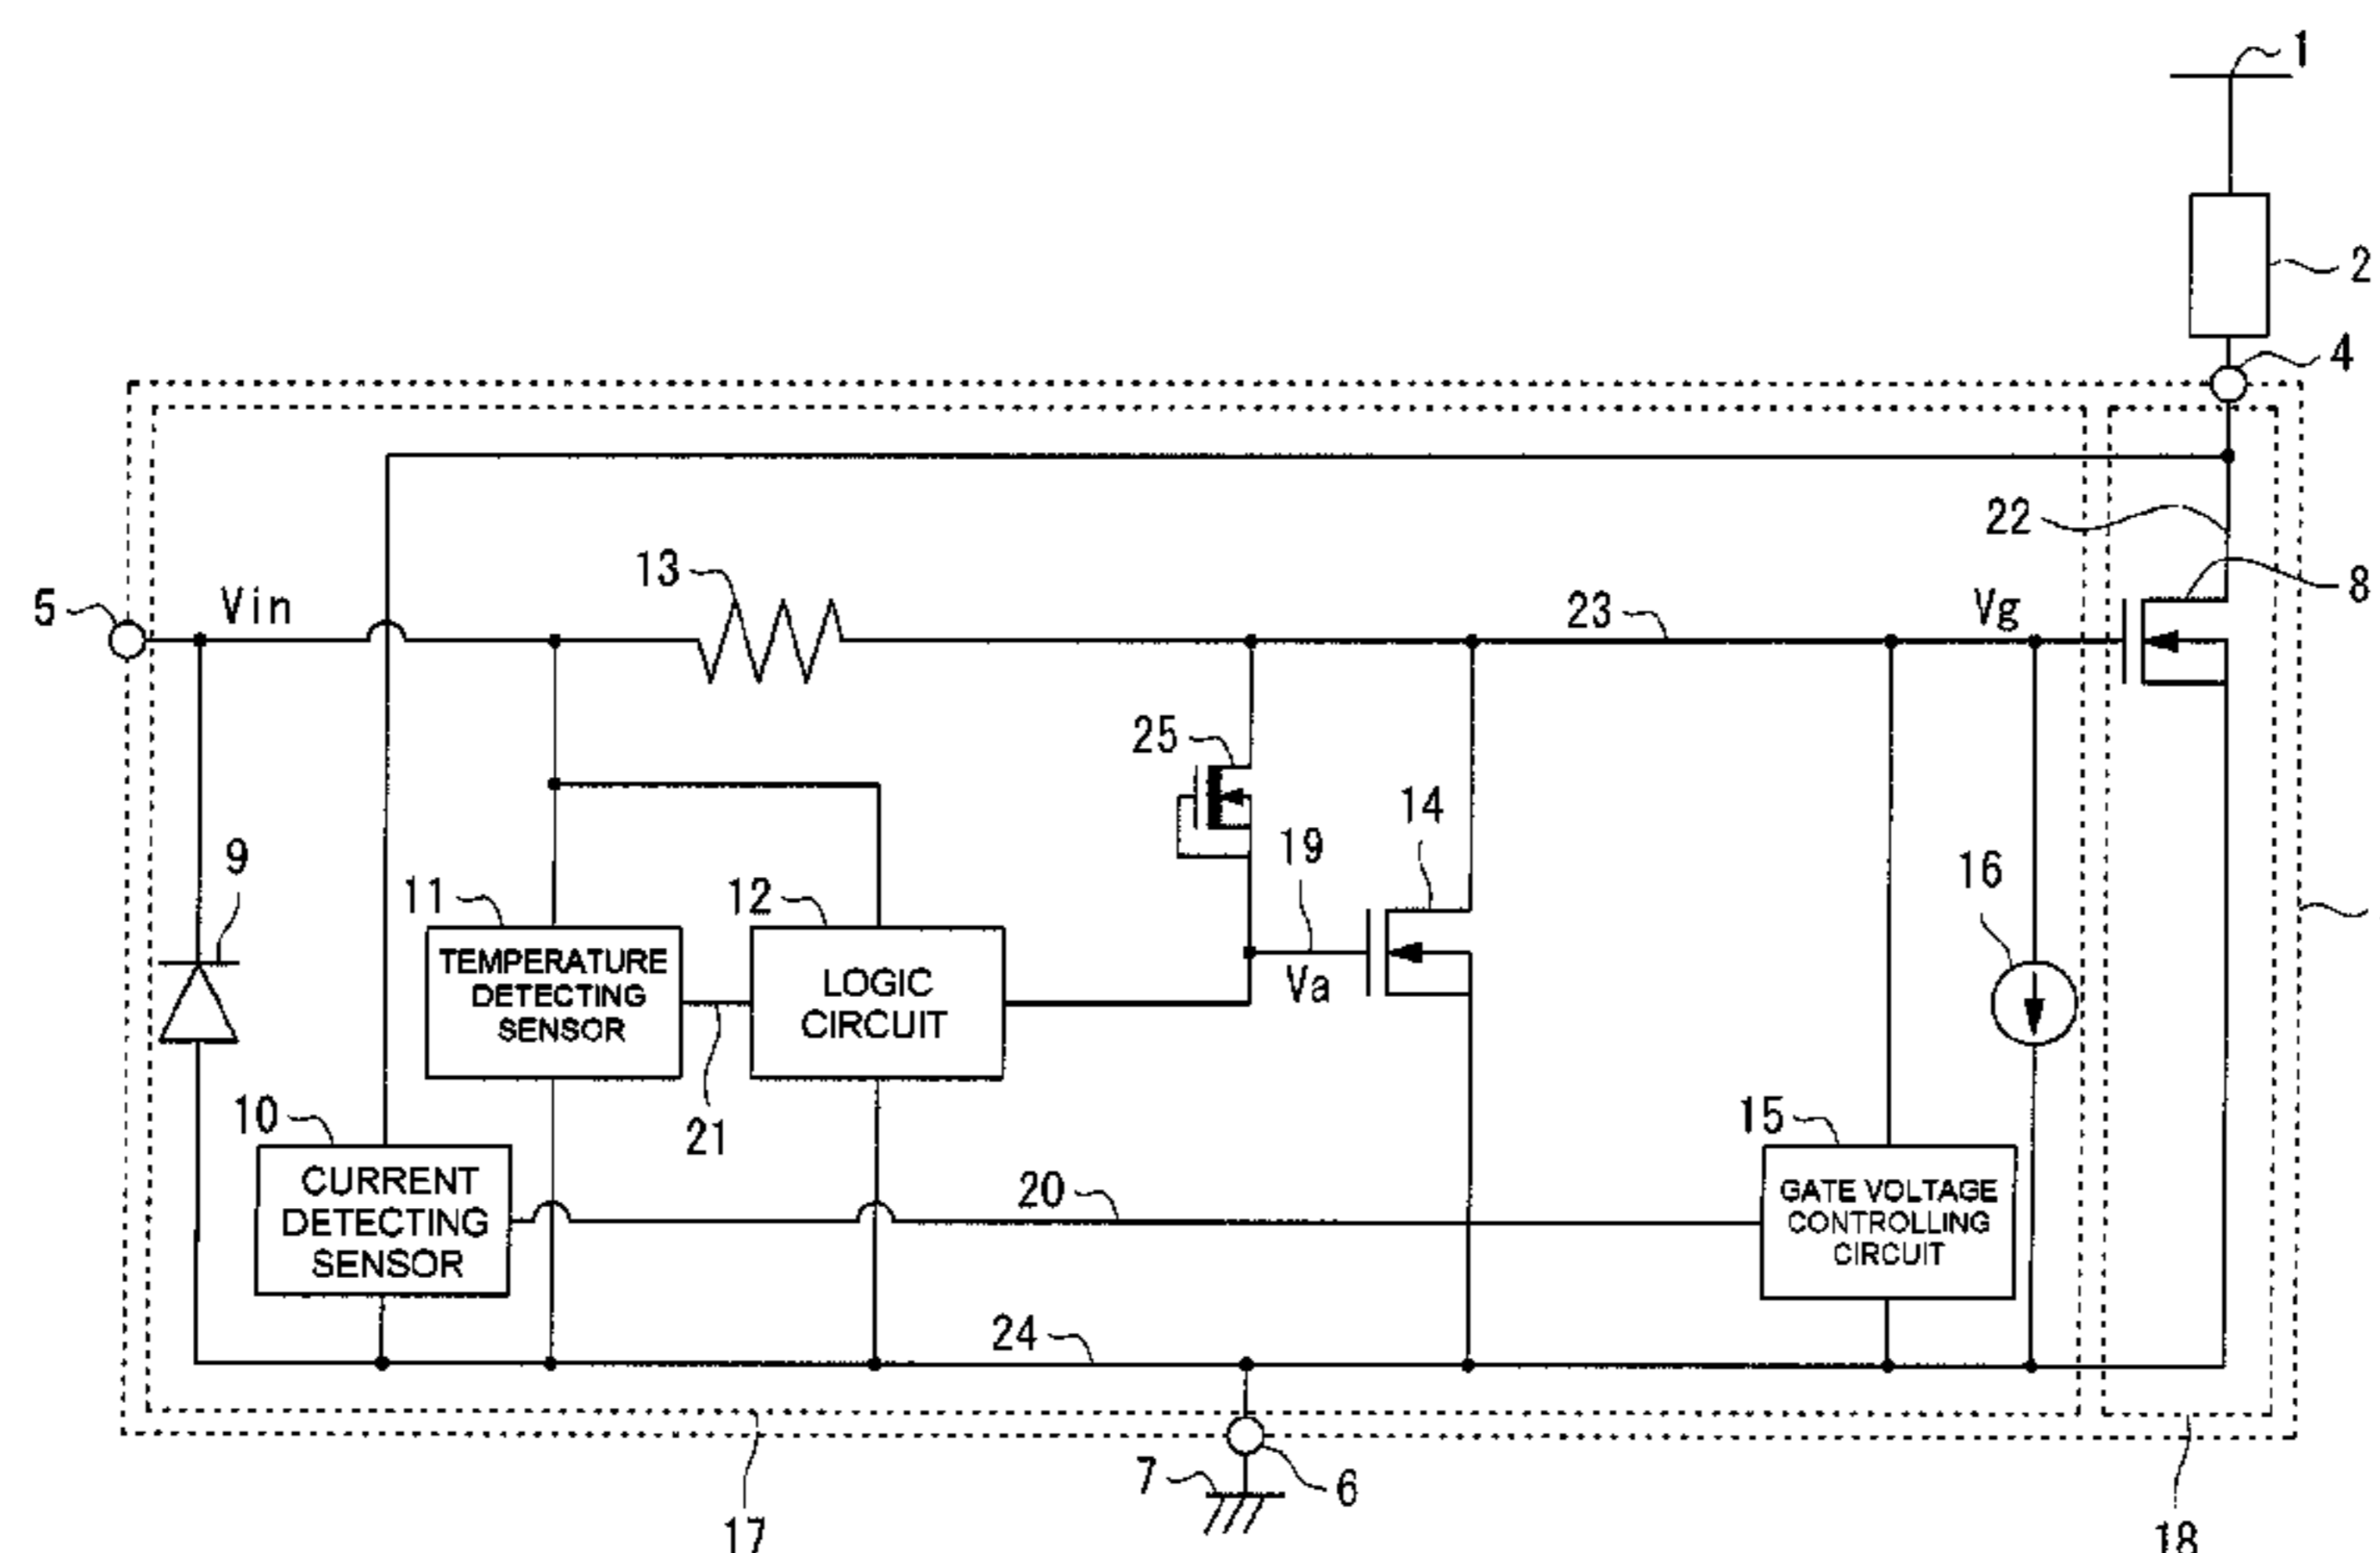 1
2
4
22
13
5
Vin
23
Vg
8
25
14
19
16
9
11
12
TEMPERATURE
DETECTING
SENSOR
LOGIC
CIRCUIT
Va
10
21
15
CURRENT
DETECTING
SENSOR
20
GATE VOLTAGE
CONTROLLING
CIRCUIT
24
7
6
17
18